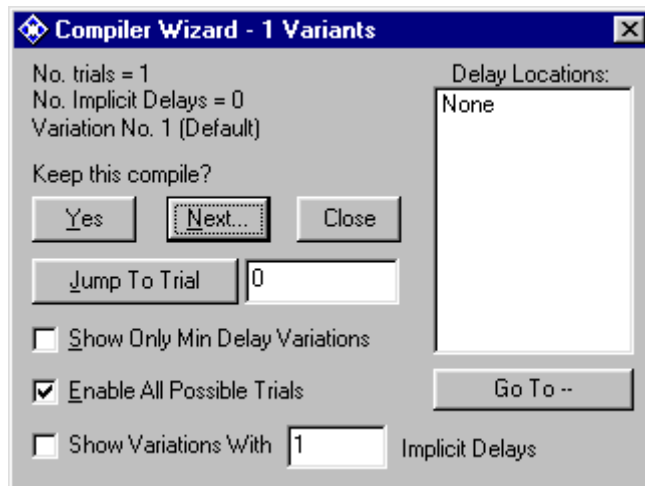 Compiler Wizard - 1 Variants
No. trials = 1
No. Implicit Delays = 0
Variation No. 1 (Default)
Delay Locations:
None
Keep this compile?
Yes Next... Close
Jump To Trial 0
Show Only Min Delay Variations
Enable All Possible Trials
Go To --
Show Variations With 1 Implicit Delays